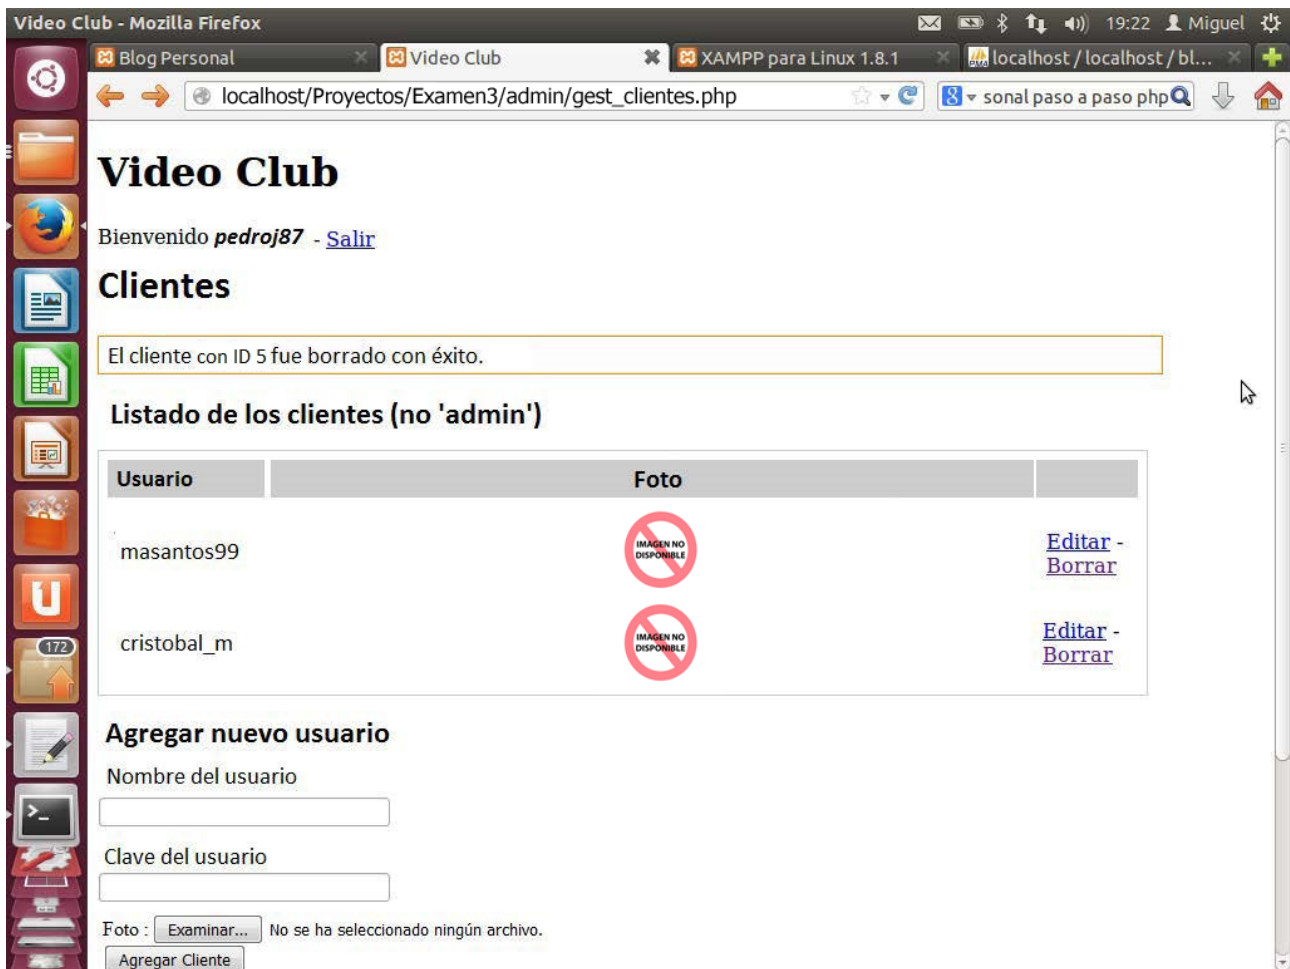 Video Club - Mozilla Firefox 19:22 Miguel
Blog Personal Video Club XAMPP para Linux 1.8.1 localhost / localhost / bl...
localhost/Proyectos/Examen3/admin/gest_clientes.php 8 sonal paso a paso php
Video Club
Bienvenido pedroj87 - Salir
Clientes
El cliente con ID 5 fue borrado con éxito.
Listado de los clientes (no 'admin')
Usuario Foto
masantos99 IMAGEN NO DISPONIBLE Editar -
Borrar
cristobal_m IMAGEN NO DISPONIBLE Editar -
Borrar
172
Agregar nuevo usuario
Nombre del usuario
Clave del usuario
Foto : Examinar... No se ha seleccionado ningún archivo.
Agregar Cliente